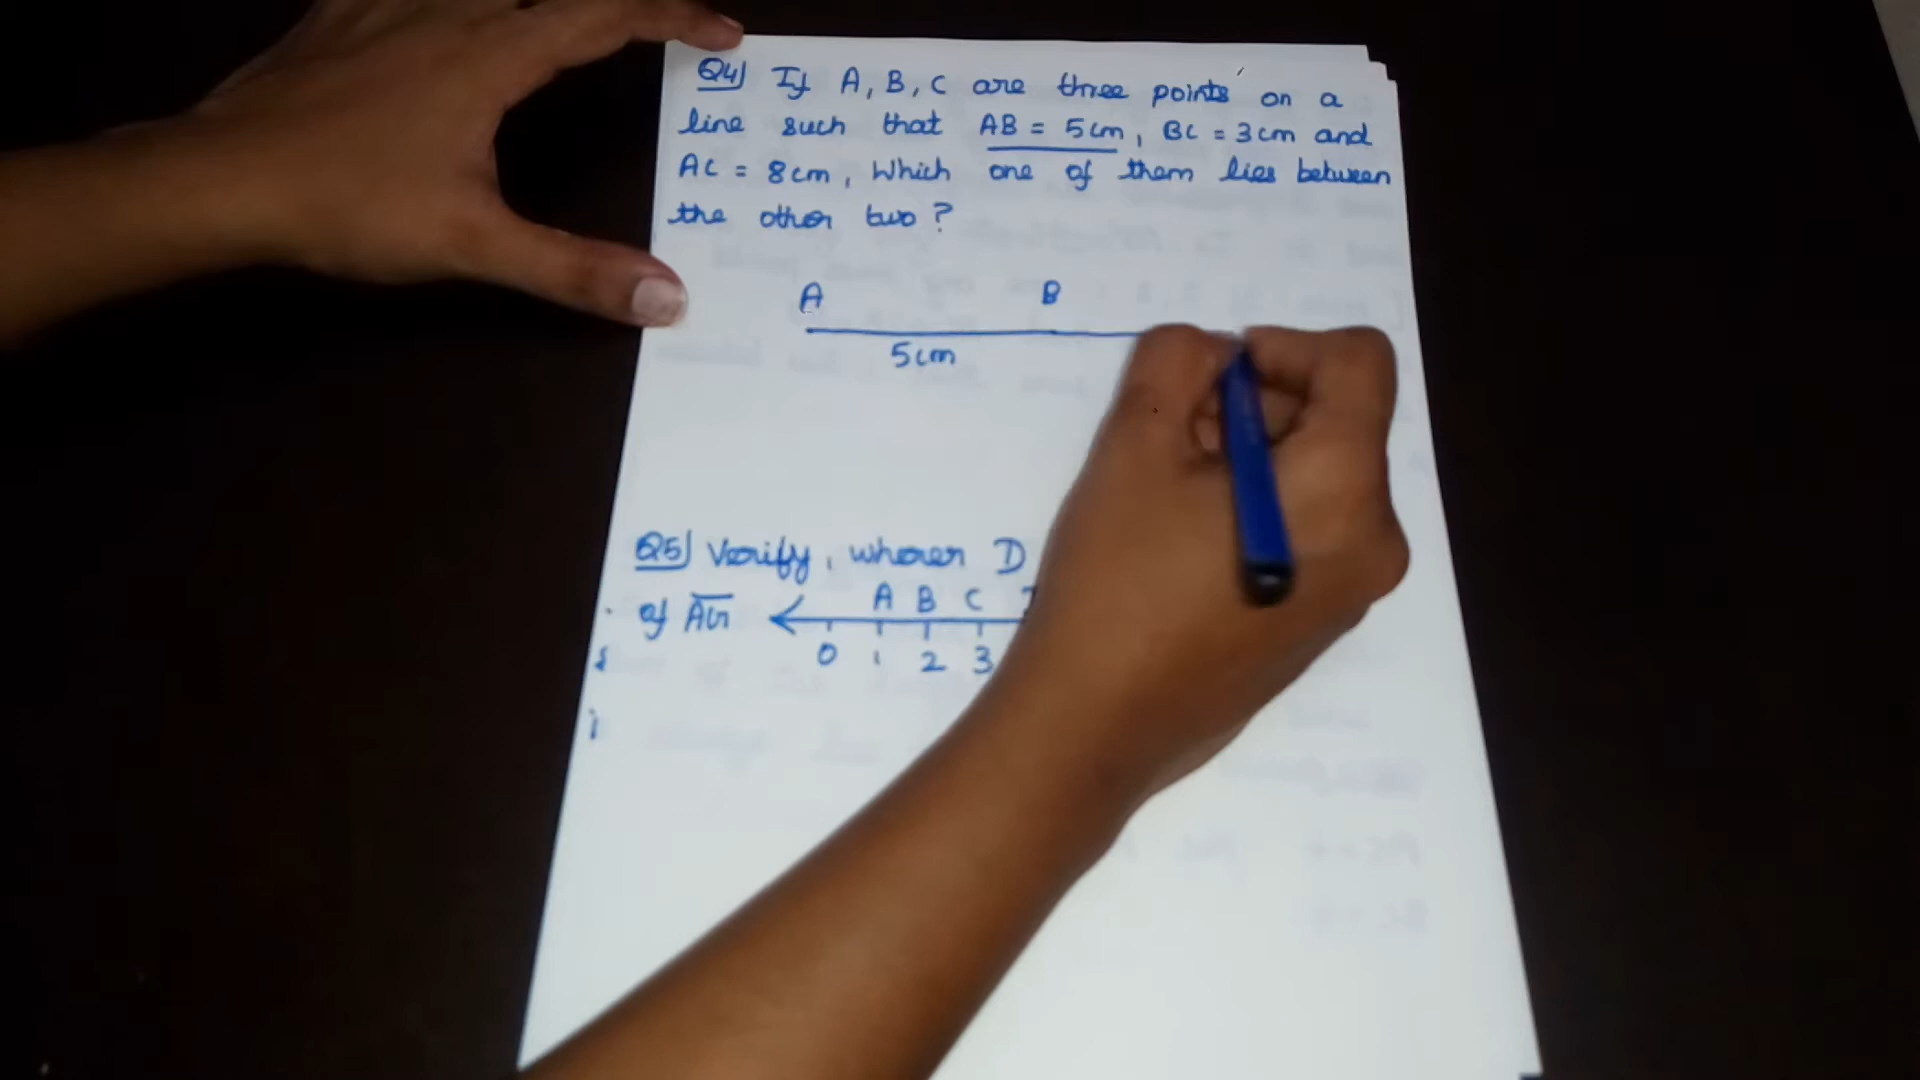 Q4) If A, B, C are three points on a
line such that AB = 5cm, BC = 3cm and
AC = 8cm, Which one of them lies between
the other two?
A B
5cm
Q5) Verify, wherer D
of AG A B C
0 1 2 3